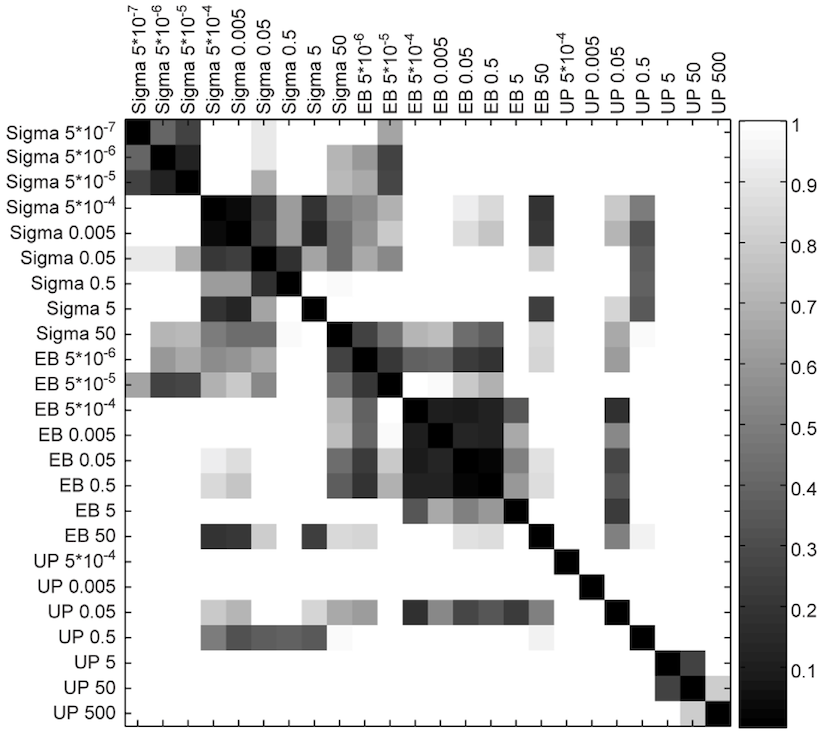 Sigma 5*10-7
Sigma 5*10-6
Sigma 5*10-5
Sigma 5*10-4
Sigma 0.005
Sigma 0.05
Sigma 0.5
Sigma 5
Sigma 50
EB 5*10-6
EB 5*10-5
EB 5*10-4
EB 0.005
EB 0.05
EB 0.5
EB 5
EB 50
UP 5*10-4
UP 0.005
UP 0.05
UP 0.5
UP 5
UP 50
UP 500
Sigma 5*10-7
Sigma 5*10-6
Sigma 5*10-5
Sigma 5*10-4
Sigma 0.005
Sigma 0.05
Sigma 0.5
Sigma 5
Sigma 50
EB 5*10-6
EB 5*10-5
EB 5*10-4
EB 0.005
EB 0.05
EB 0.5
EB 5
EB 50
UP 5*10-4
UP 0.005
UP 0.05
UP 0.5
UP 5
UP 50
UP 500
1
0.9
0.8
0.7
0.6
0.5
0.4
0.3
0.2
0.1